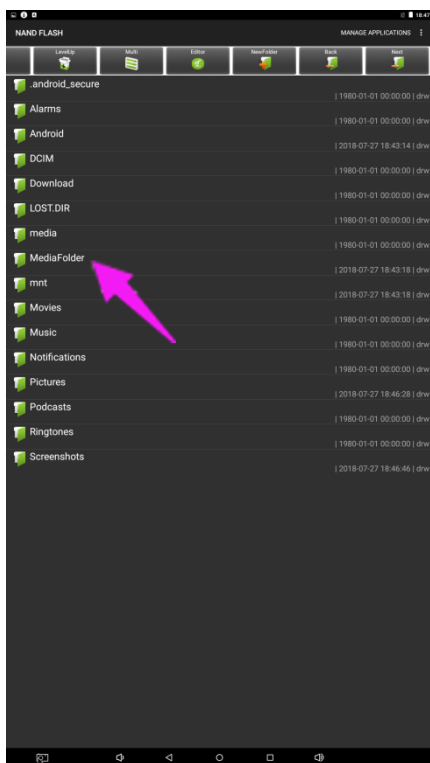 18:47
NAND FLASH
MANAGE APPLICATIONS
LevelUp
Multi
Editor
NewFolder
Back
Next
.android_secure
| 1980-01-01 00:00:00 | drw
Alarms
| 1980-01-01 00:00:00 | drw
Android
| 2018-07-27 18:43:14 | drw
DCIM
| 1980-01-01 00:00:00 | drw
Download
| 1980-01-01 00:00:00 | drw
LOST.DIR
| 1980-01-01 00:00:00 | drw
media
| 1980-01-01 00:00:00 | drw
MediaFolder
| 2018-07-27 18:43:18 | drw
mnt
| 2018-07-27 18:43:18 | drw
Movies
| 1980-01-01 00:00:00 | drw
Music
| 1980-01-01 00:00:00 | drw
Notifications
| 1980-01-01 00:00:00 | drw
Pictures
| 2018-07-27 18:46:28 | drw
Podcasts
| 1980-01-01 00:00:00 | drw
Ringtones
| 1980-01-01 00:00:00 | drw
Screenshots
| 2018-07-27 18:46:46 | drw